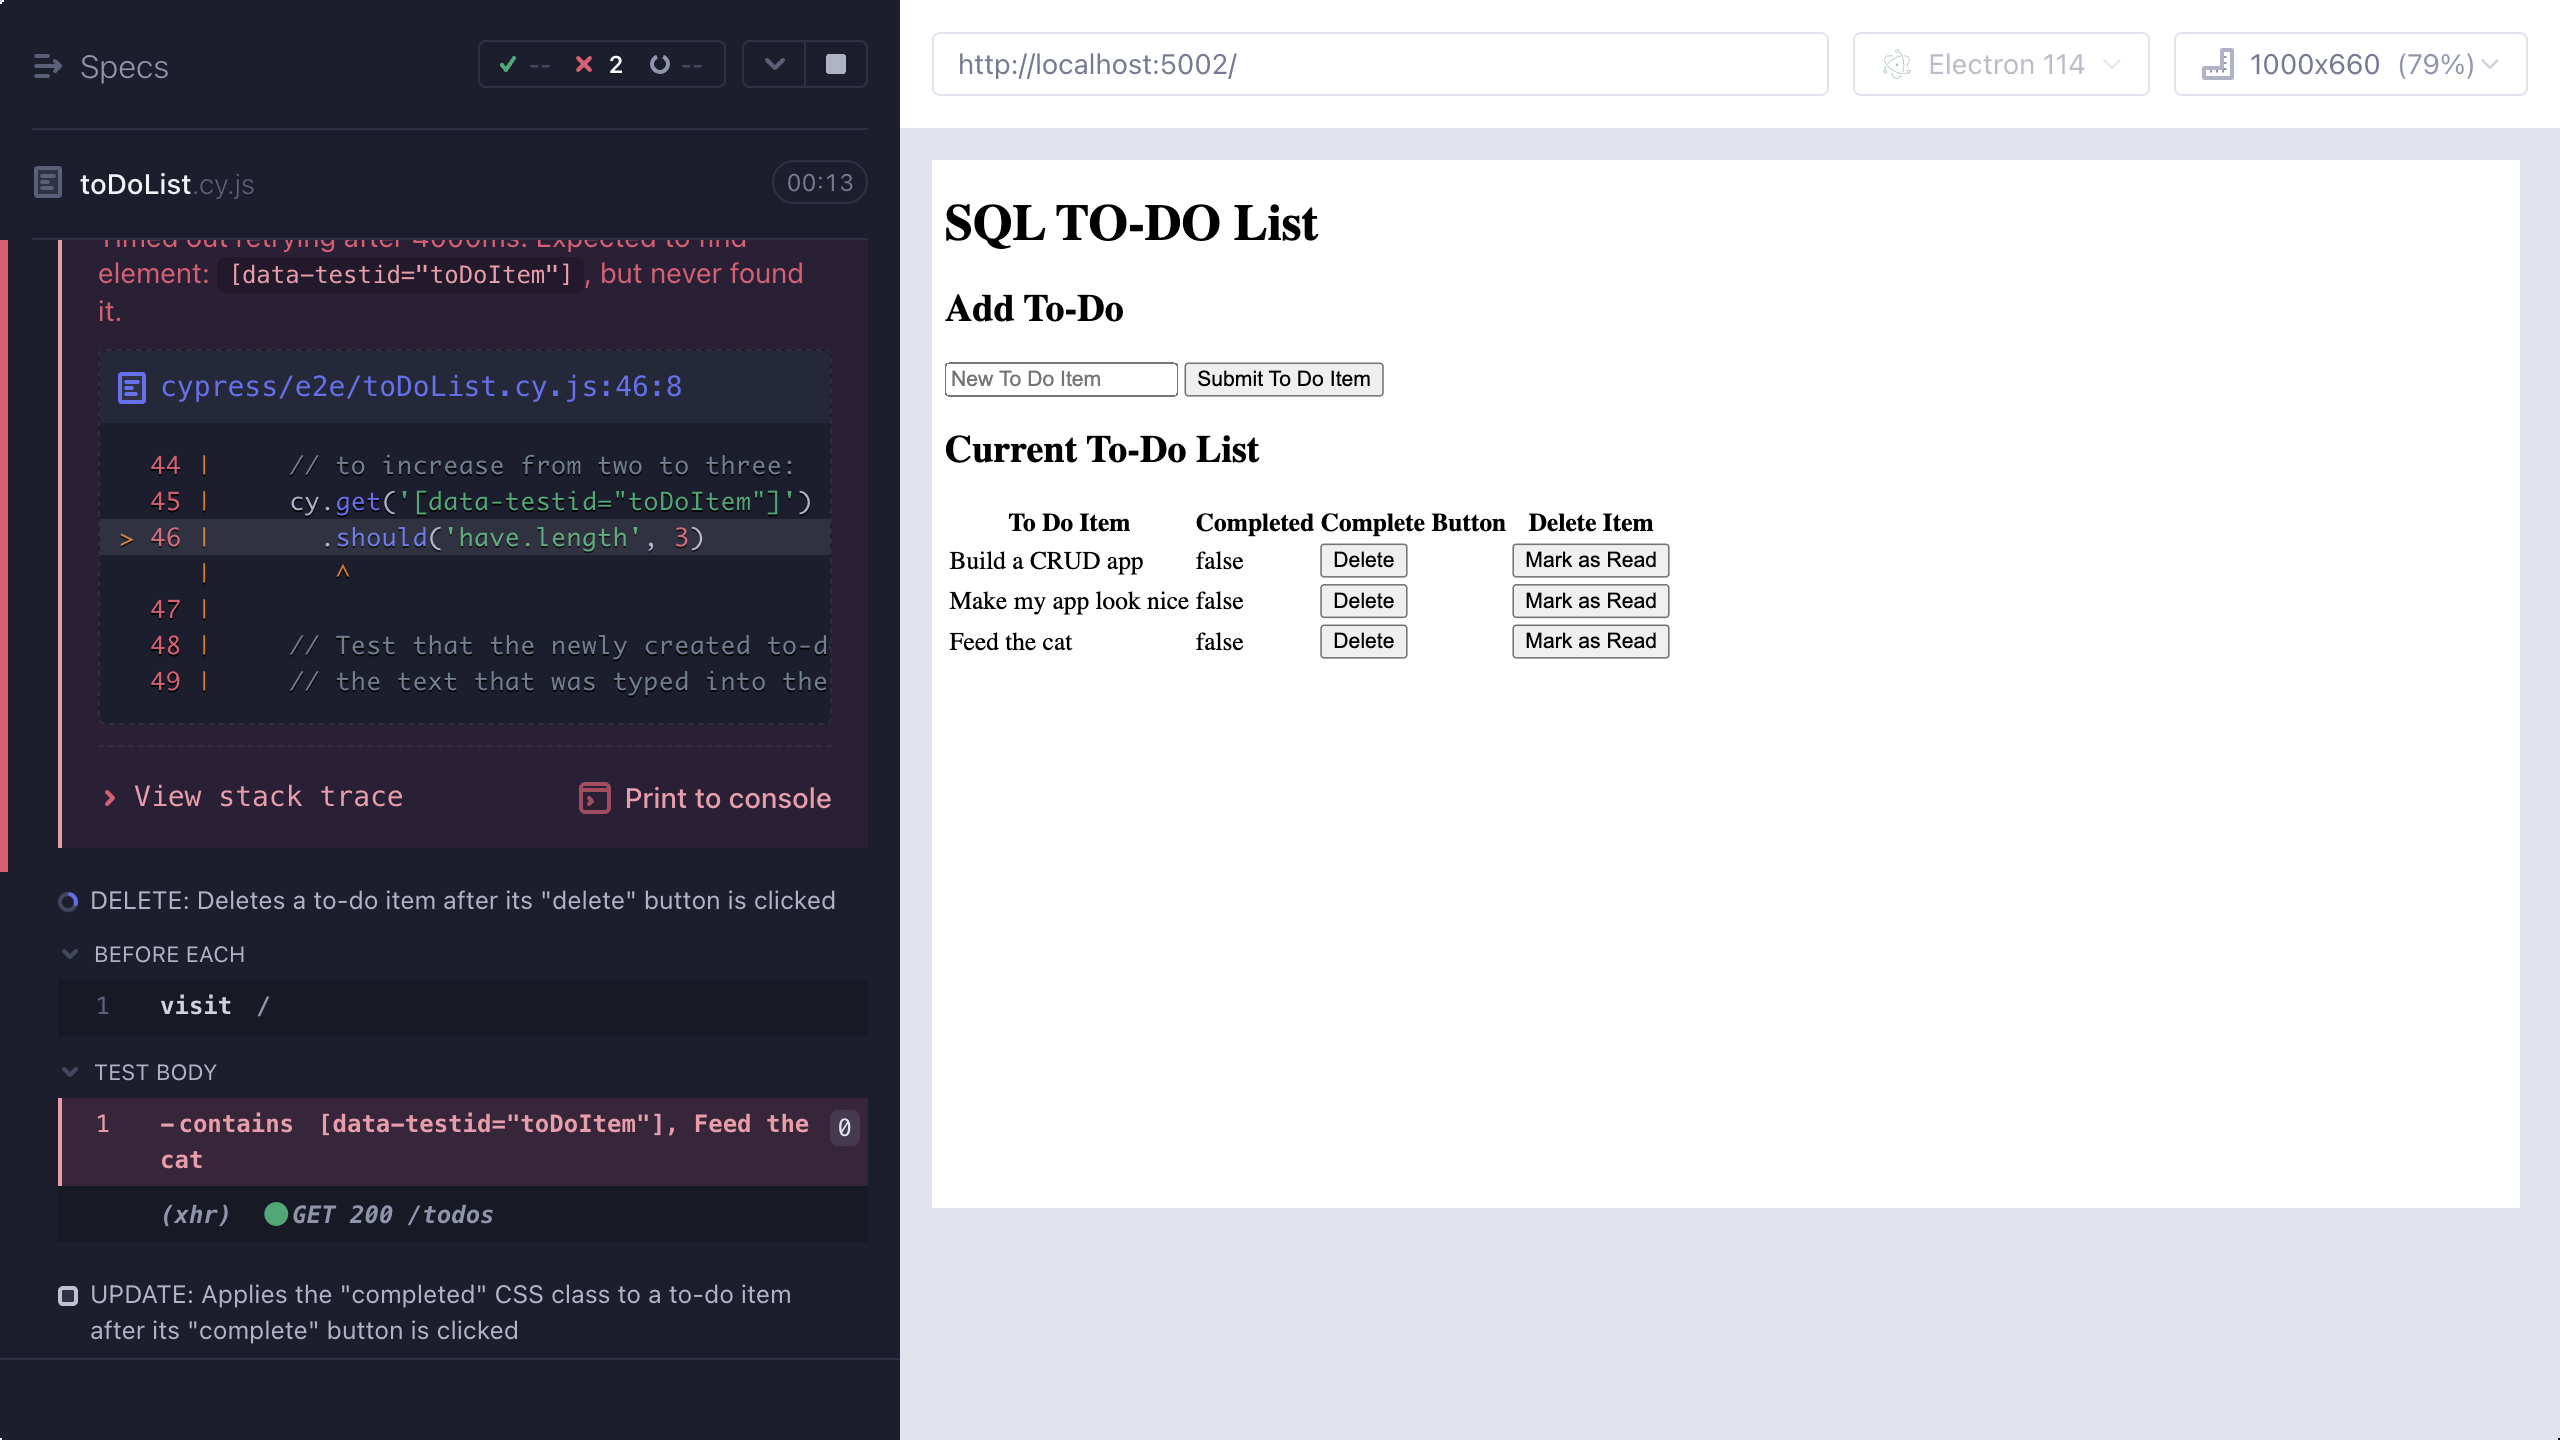 Specs
-- 2 --
toDoList.cy.js
00:13
Timed out retrying after 4000ms: Expected to find
element: [data-testid="toDoItem"], but never found
it.
cypress/e2e/toDoList.cy.js:46:8
44 | // to increase from two to three:
45 | cy.get('[data-testid="toDoItem"]')
> 46 | .should('have.length', 3)
| ^
47 |
48 | // Test that the newly created to-d
49 | // the text that was typed into the
> View stack trace
Print to console
DELETE: Deletes a to-do item after its "delete" button is clicked
BEFORE EACH
1 visit /
TEST BODY
1 -contains [data-testid="toDoItem"], Feed the
cat
0
(xhr) GET 200 /todos
UPDATE: Applies the "completed" CSS class to a to-do item
after its "complete" button is clicked
http://localhost:5002/
Electron 114
1000x660 (79%)
SQL TO-DO List
Add To-Do
New To Do Item
Submit To Do Item
Current To-Do List
To Do Item Completed Complete Button Delete Item
Build a CRUD app false Delete Mark as Read
Make my app look nice false Delete Mark as Read
Feed the cat false Delete Mark as Read